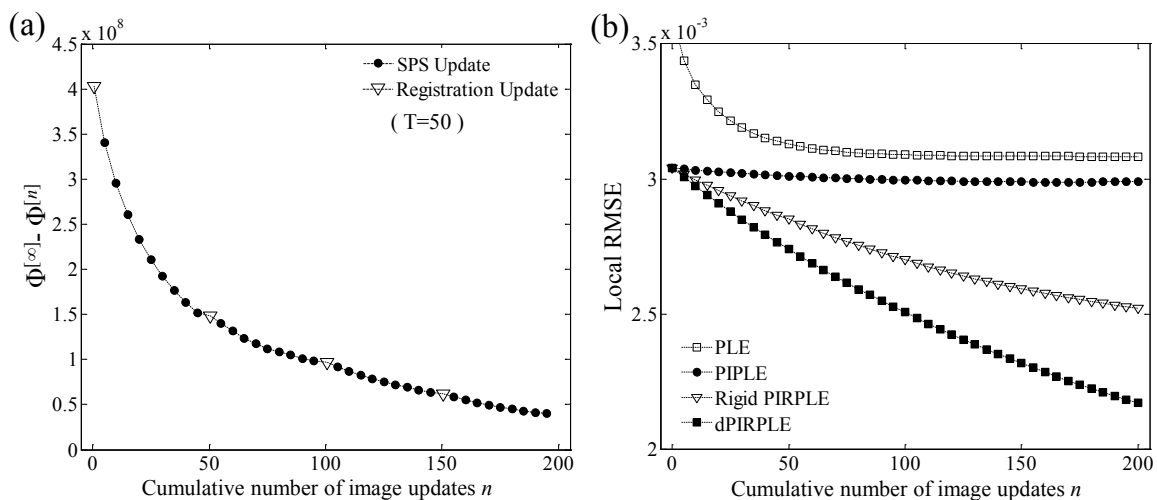 (a)
x 10⁸
4.5
4
3.5
3
2.5
2
1.5
1
0.5
0
0
50
100
150
200
Φ[∞]- Φ[n]
Cumulative number of image updates n
SPS Update
Registration Update
( T=50 )
(b)
x 10⁻³
3.5
3
2.5
2
0
50
100
150
200
Local RMSE
Cumulative number of image updates n
PLE
PIPLE
Rigid PIRPLE
dPIRPLE